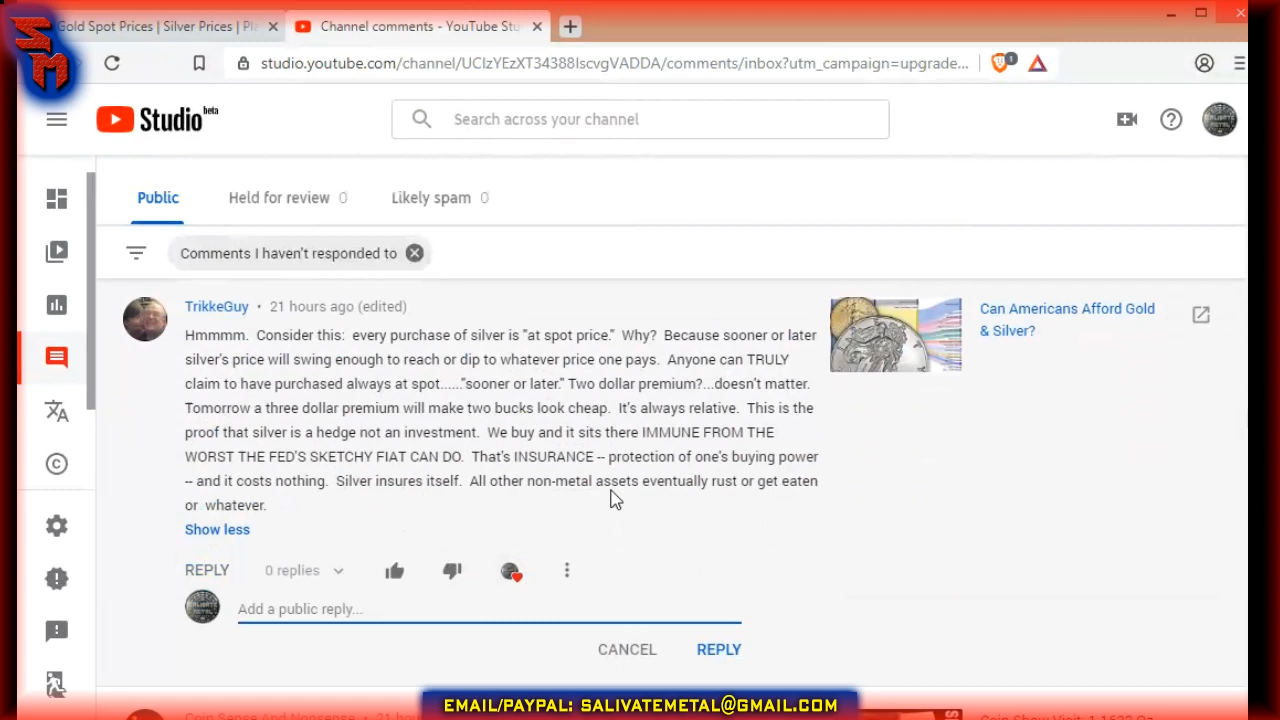 Gold Spot Prices | Silver Prices | Pla
Channel comments - YouTube Stu
SM
studio.youtube.com/channel/UCIzYEzXT34388IscvgVADDA/comments/inbox?utm_campaign=upgrade...
1
Studio beta
Search across your channel
Public
Held for review 0
Likely spam 0
Comments I haven't responded to
TrikkeGuy • 21 hours ago (edited)
Hmmmm. Consider this: every purchase of silver is "at spot price." Why? Because sooner or later
silver's price will swing enough to reach or dip to whatever price one pays. Anyone can TRULY
claim to have purchased always at spot....."sooner or later." Two dollar premium?...doesn't matter.
Tomorrow a three dollar premium will make two bucks look cheap. It's always relative. This is the
proof that silver is a hedge not an investment. We buy and it sits there IMMUNE FROM THE
WORST THE FED'S SKETCHY FIAT CAN DO. That's INSURANCE -- protection of one's buying power
-- and it costs nothing. Silver insures itself. All other non-metal assets eventually rust or get eaten
or whatever.
Show less
Can Americans Afford Gold
& Silver?
REPLY
0 replies
Add a public reply...
CANCEL
REPLY
EMAIL/PAYPAL: SALIVATEMETAL@GMAIL.COM